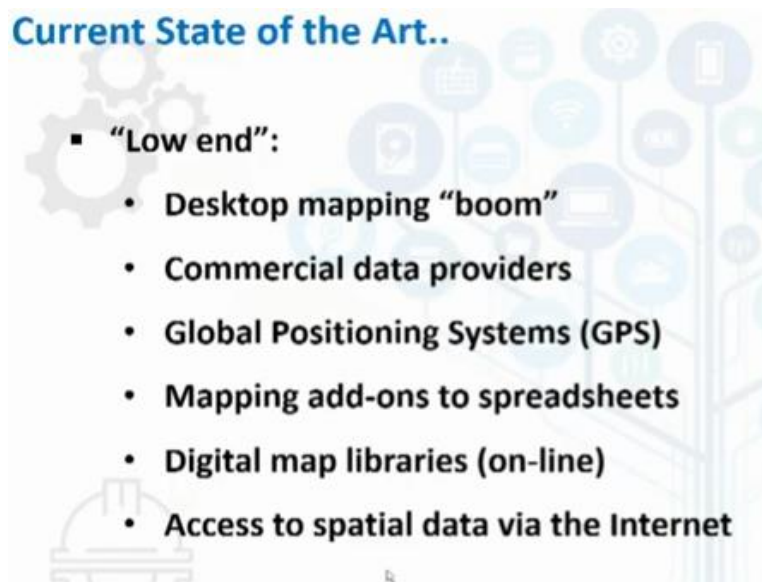 Current State of the Art..
▪ “Low end”:
• Desktop mapping “boom”
• Commercial data providers
• Global Positioning Systems (GPS)
• Mapping add-ons to spreadsheets
• Digital map libraries (on-line)
• Access to spatial data via the Internet